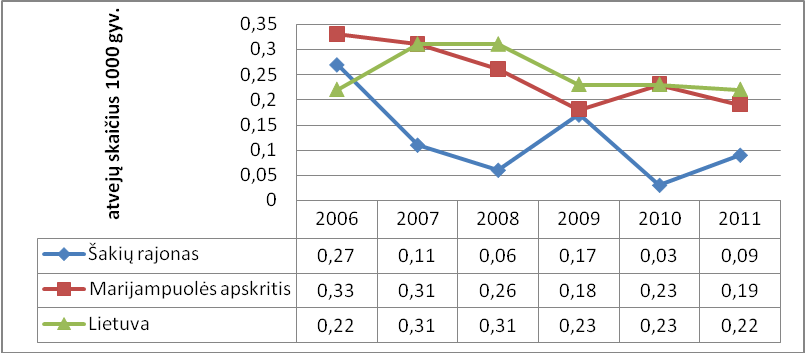 atvejų skaičius 1000 gyv.
0,35
0,3
0,25
0,2
0,15
0,1
0,05
0
2006 2007 2008 2009 2010 2011
Šakių rajonas 0,27 0,11 0,06 0,17 0,03 0,09
Marijampuolės apskritis 0,33 0,31 0,26 0,18 0,23 0,19
Lietuva 0,22 0,31 0,31 0,23 0,23 0,22